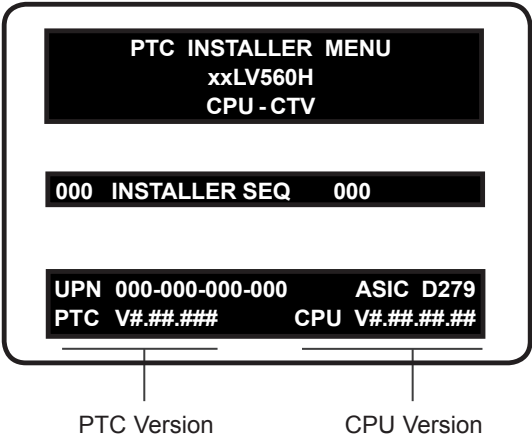 PTC INSTALLER MENU
xxLV560H
CPU - CTV
000 INSTALLER SEQ 000
UPN 000-000-000-000 ASIC D279
PTC V#.##.### CPU V#.##.##.##
PTC Version CPU Version